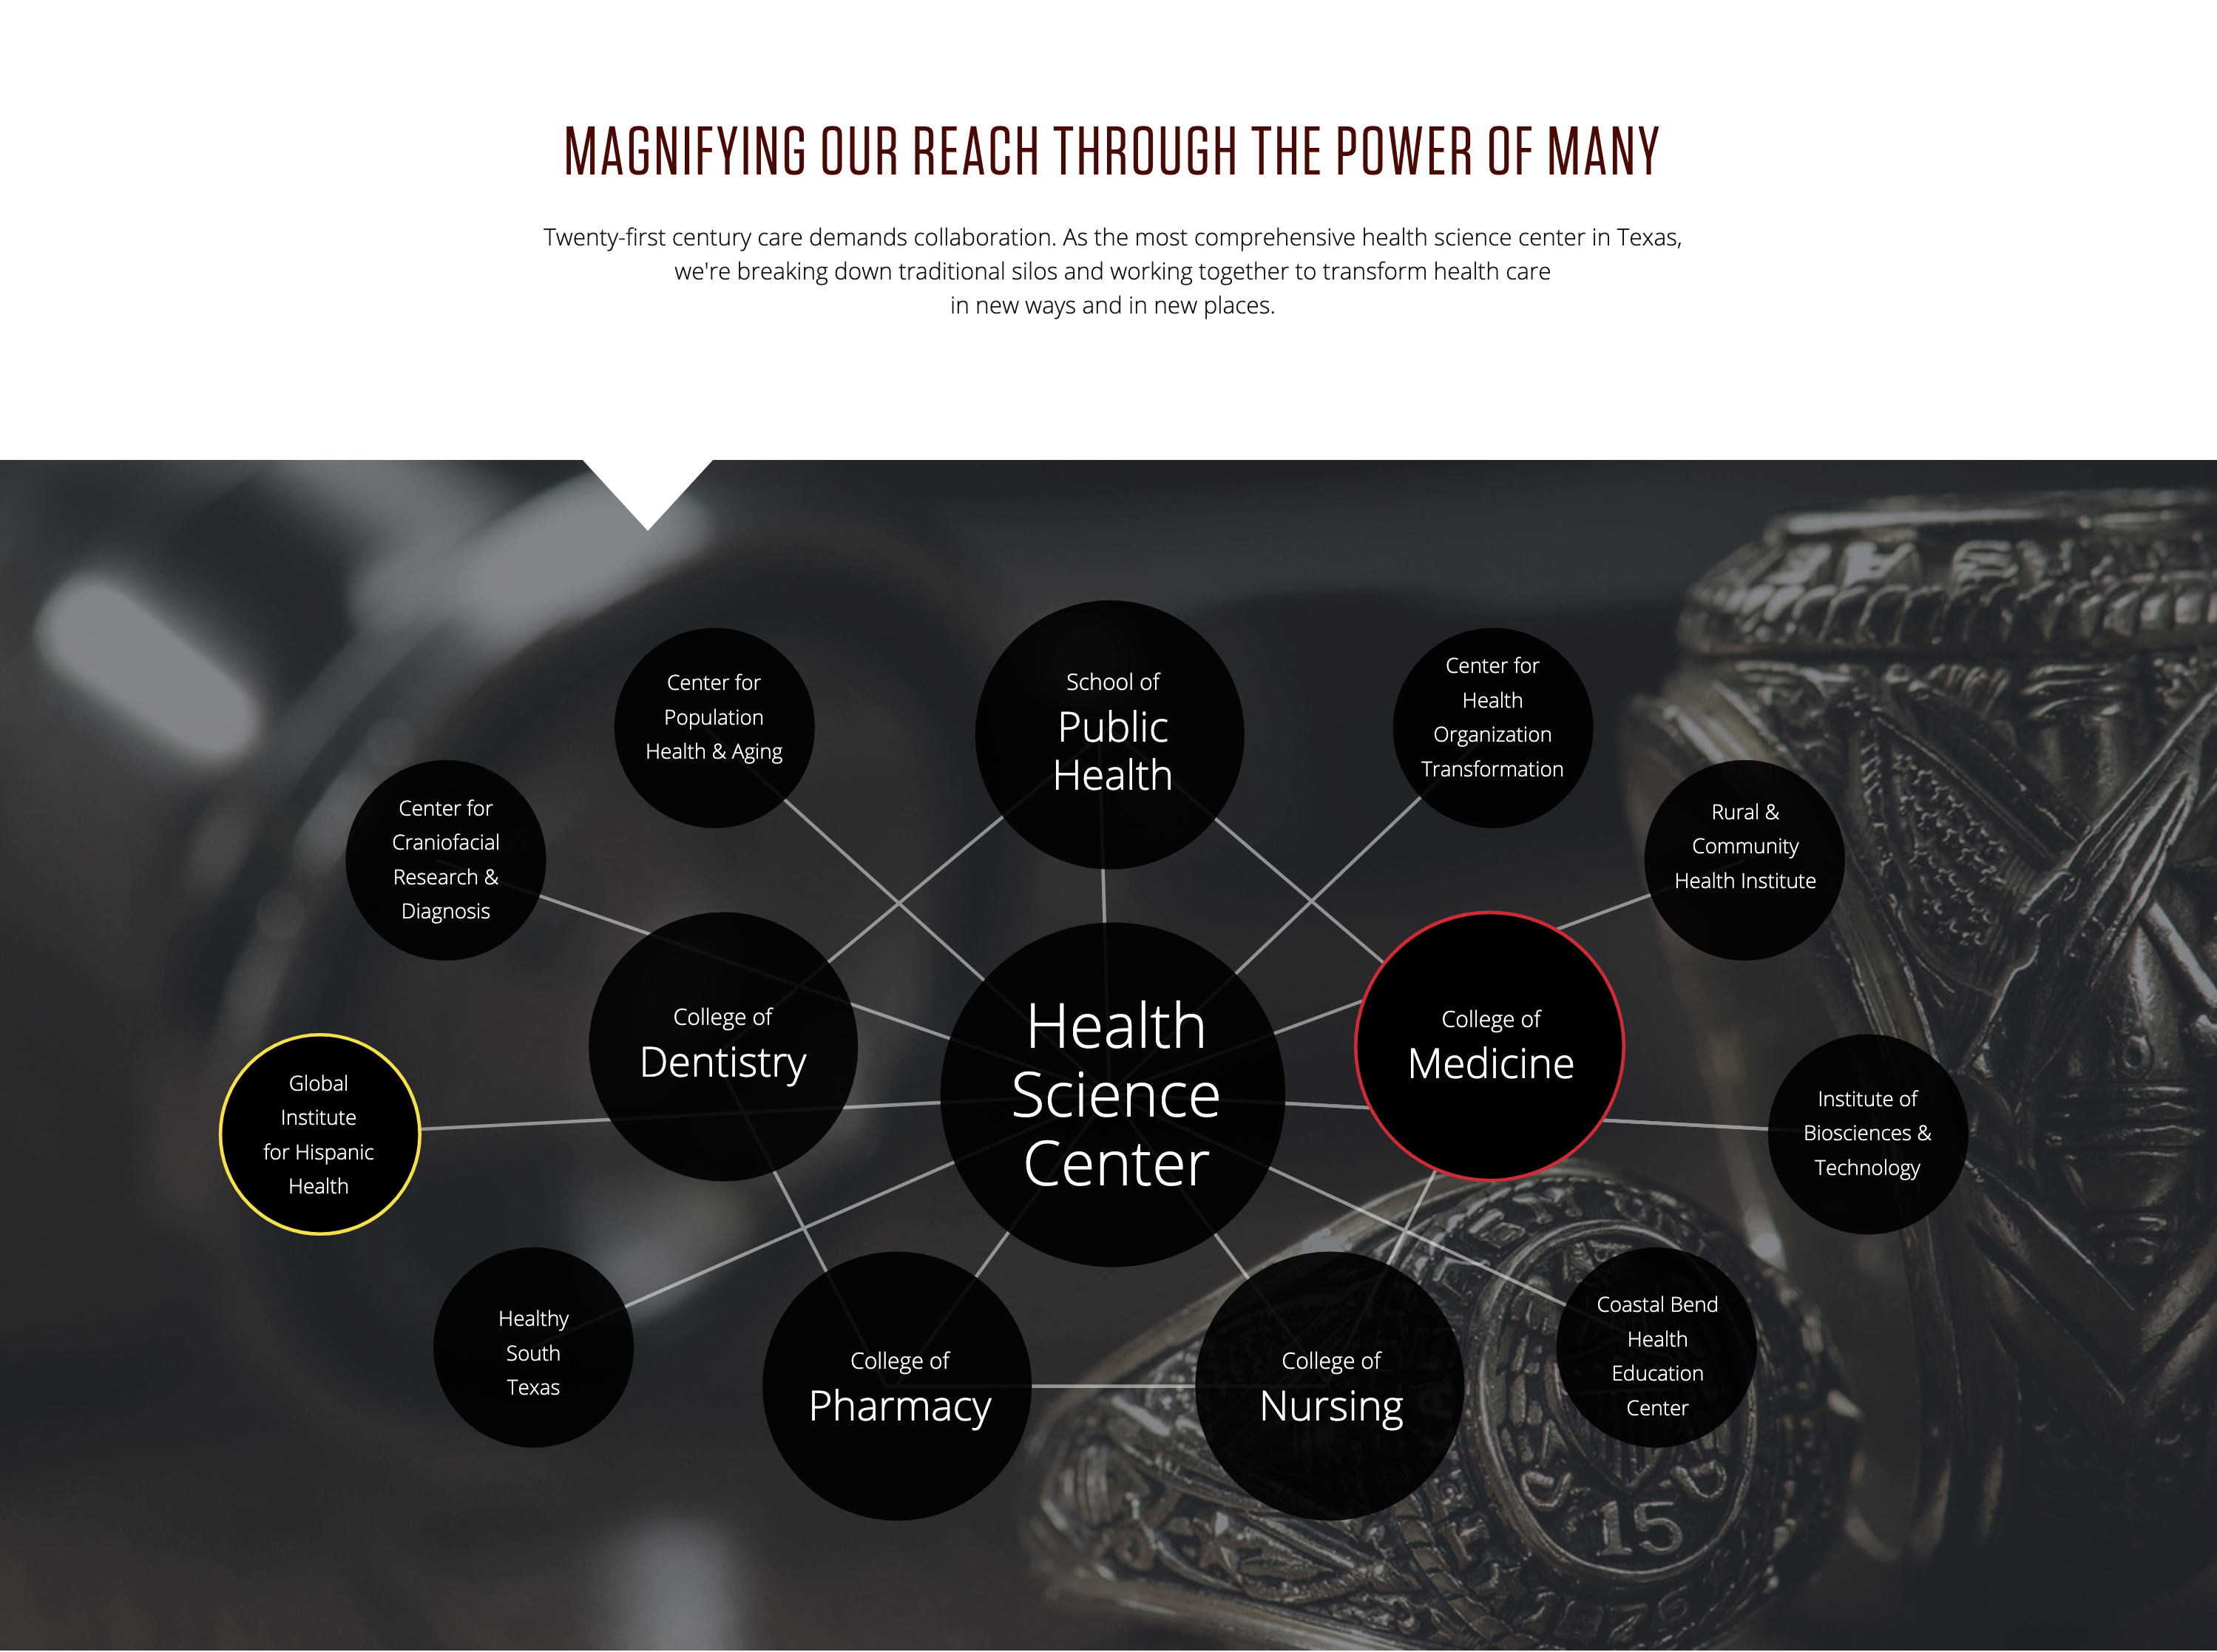 MAGNIFYING OUR REACH THROUGH THE POWER OF MANY
Twenty-first century care demands collaboration. As the most comprehensive health science center in Texas,
we're breaking down traditional silos and working together to transform health care
in new ways and in new places.
Center for
Population
Health & Aging
School of
Public
Health
Center for
Health
Organization
Transformation
Center for
Craniofacial
Research &
Diagnosis
Rural &
Community
Health Institute
College of
Dentistry
Health
Science
Center
College of
Medicine
Global
Institute
for Hispanic
Health
Institute of
Biosciences &
Technology
Healthy
South
Texas
College of
Pharmacy
College of
Nursing
Coastal Bend
Health
Education
Center
15
1876